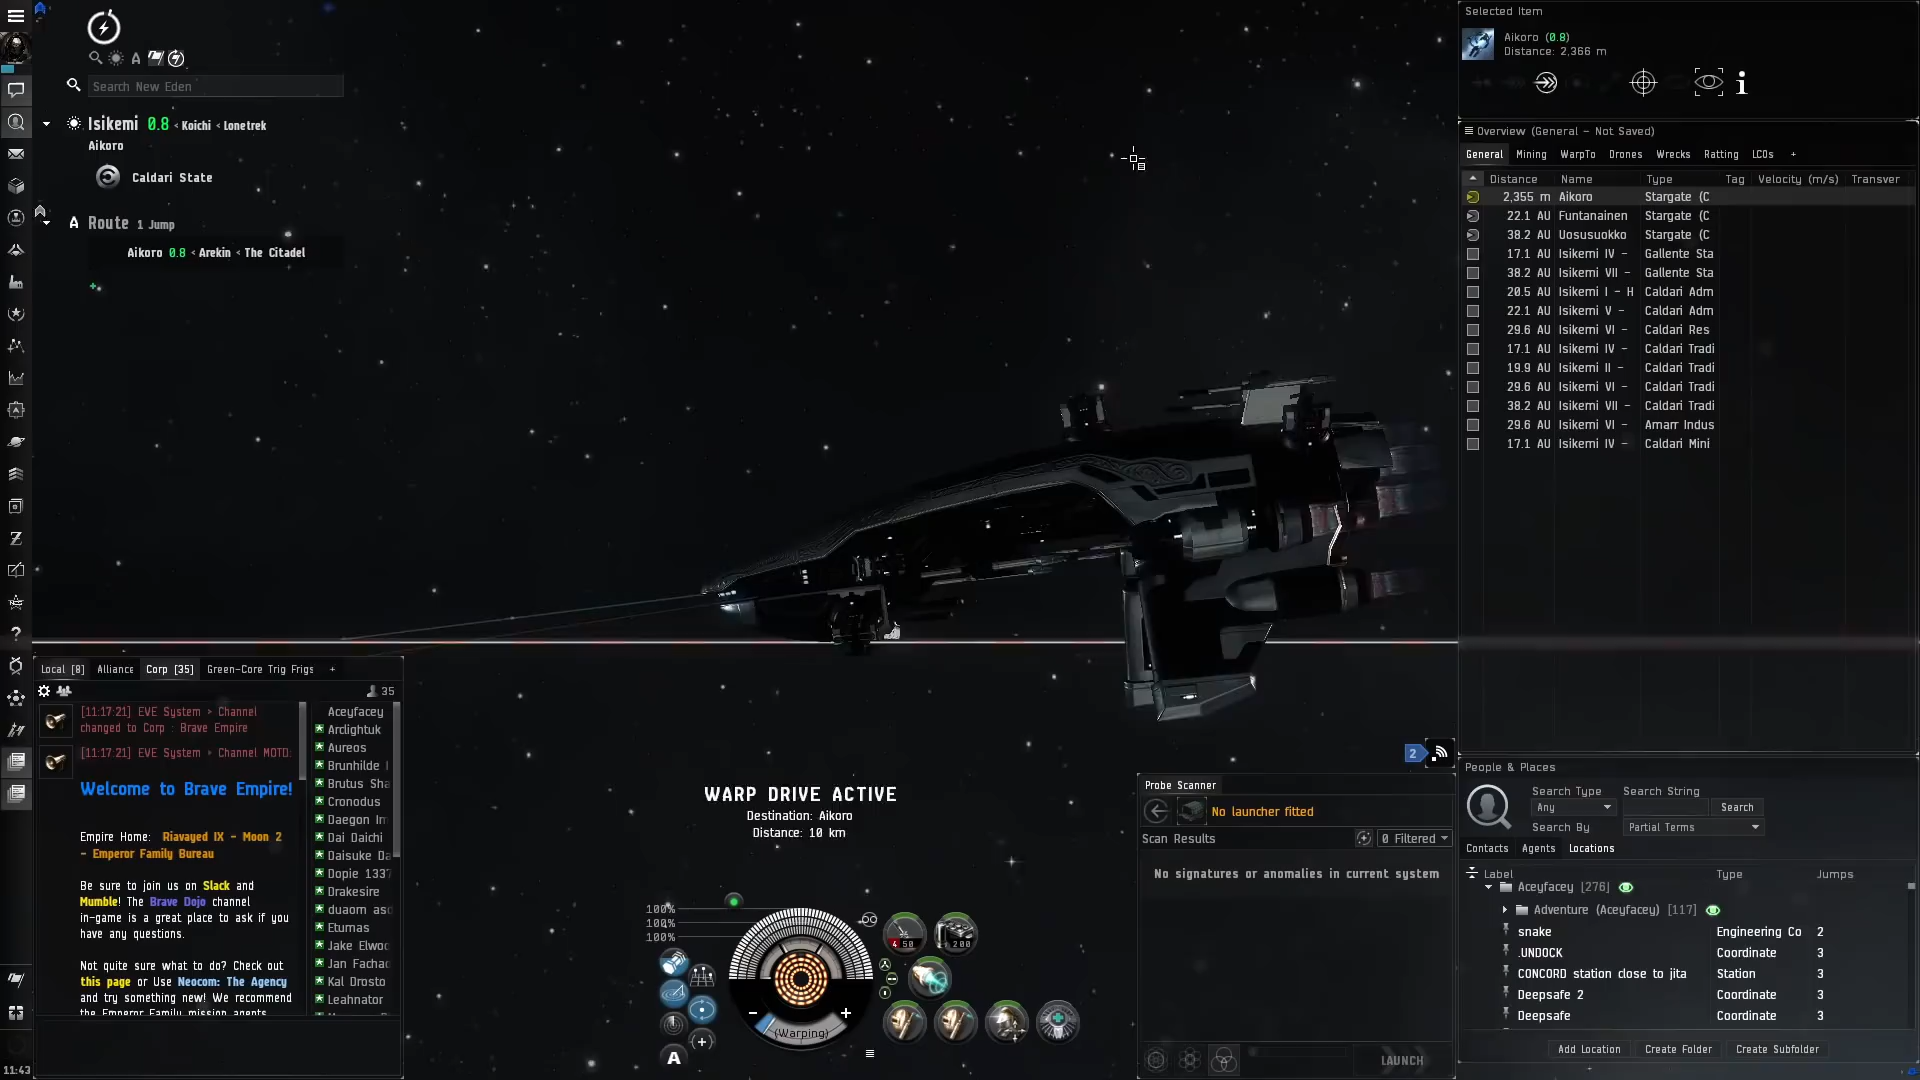 Search New Eden
Isikemi 0.8 < Koichi < Lonetrek
Aikoro
Caldari State
A Route 1 Jump
Aikoro 0.8 < Arekin < The Citadel
Selected Item
Aikoro (0.8)
Distance: 2,366 m
Overview (General - Not Saved)
General Mining WarpTo Drones Wrecks Ratting LCOs +
Distance Name Type Tag Velocity (m/s) Transver
2,355 m Aikoro Stargate (C
22.1 AU Funtanainen Stargate (C
38.2 AU Uosusuokko Stargate (C
17.1 AU Isikemi IV - Gallente Sta
38.2 AU Isikemi VII - Gallente Sta
20.5 AU Isikemi I - H Caldari Adm
22.1 AU Isikemi V - Caldari Adm
29.6 AU Isikemi VI - Caldari Res
17.1 AU Isikemi IV - Caldari Tradi
19.9 AU Isikemi II - Caldari Tradi
29.6 AU Isikemi VI - Caldari Tradi
38.2 AU Isikemi VII - Caldari Tradi
29.6 AU Isikemi VI - Amarr Indus
17.1 AU Isikemi IV - Caldari Mini
Local [8] Alliance Corp [35] Green-Core Trig Frigs +
35
[11:17:21] EVE System > Channel
changed to Corp : Brave Empire
[11:17:21] EVE System > Channel MOTD:
Welcome to Brave Empire!
Empire Home: Riavayed IX - Moon 2
- Emperor Family Bureau
Be sure to join us on Slack and
Mumble! The Brave Dojo channel
in-game is a great place to ask if you
have any questions.
Not quite sure what to do? Check out
this page or Use Neocom: The Agency
and try something new! We recommend
the Emperor Family mission agents
Aceyfacey
Arclightuk
Aureos
Brunhilde
Brutus Sha
Cronodus
Daegon Im
Dai Daichi
Daisuke Da
Dopie 1337
Drakesire
duaom asd
Etumas
Jake Elwoo
Jan Fachad
Kal Drosto
Leahnator
WARP DRIVE ACTIVE
Destination: Aikoro
Distance: 10 km
100%
100%
100%
4 50
200
(Warping)
A
2
Probe Scanner
No launcher fitted
Scan Results 0 Filtered
No signatures or anomalies in current system
LAUNCH
People & Places
Search Type Search String
Any Search
Search By Partial Terms
Contacts Agents Locations
Label Type Jumps
Aceyfacey [276]
Adventure (Aceyfacey) [117]
snake Engineering Co 2
.UNDOCK Coordinate 3
CONCORD station close to jita Station 3
Deepsafe 2 Coordinate 3
Deepsafe Coordinate 3
Add Location Create Folder Create Subfolder
11:43